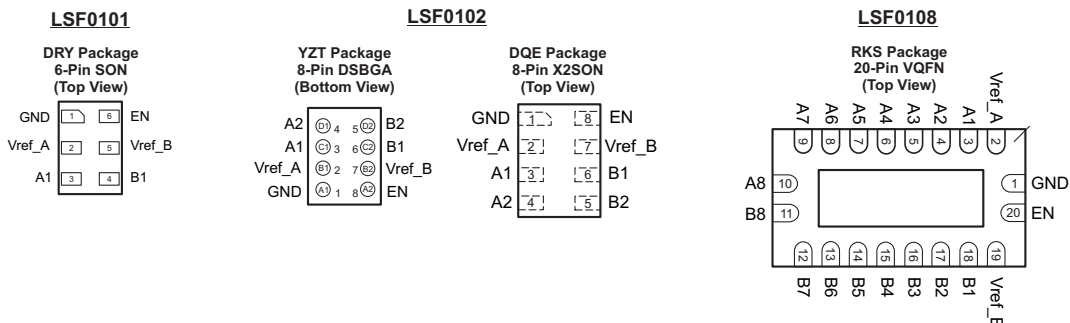 LSF0101
LSF0102
LSF0108
DRY Package
6-Pin SON
(Top View)
GND 1 6 EN
Vref_A 2 5 Vref_B
A1 3 4 B1
YZT Package
8-Pin DSBGA
(Bottom View)
A2 D1 4 5 D2 B2
A1 C1 3 6 C2 B1
Vref_A B1 2 7 B2 Vref_B
GND A1 1 8 A2 EN
DQE Package
8-Pin X2SON
(Top View)
GND 1 8 EN
Vref_A 2 7 Vref_B
A1 3 6 B1
A2 4 5 B2
RKS Package
20-Pin VQFN
(Top View)
A7 A6 A5 A4 A3 A2 A1 Vref_A
9 8 7 6 5 4 3 2
A8 10 1 GND
B8 11 20 EN
12 13 14 15 16 17 18 19
B7 B6 B5 B4 B3 B2 B1 Vref_B